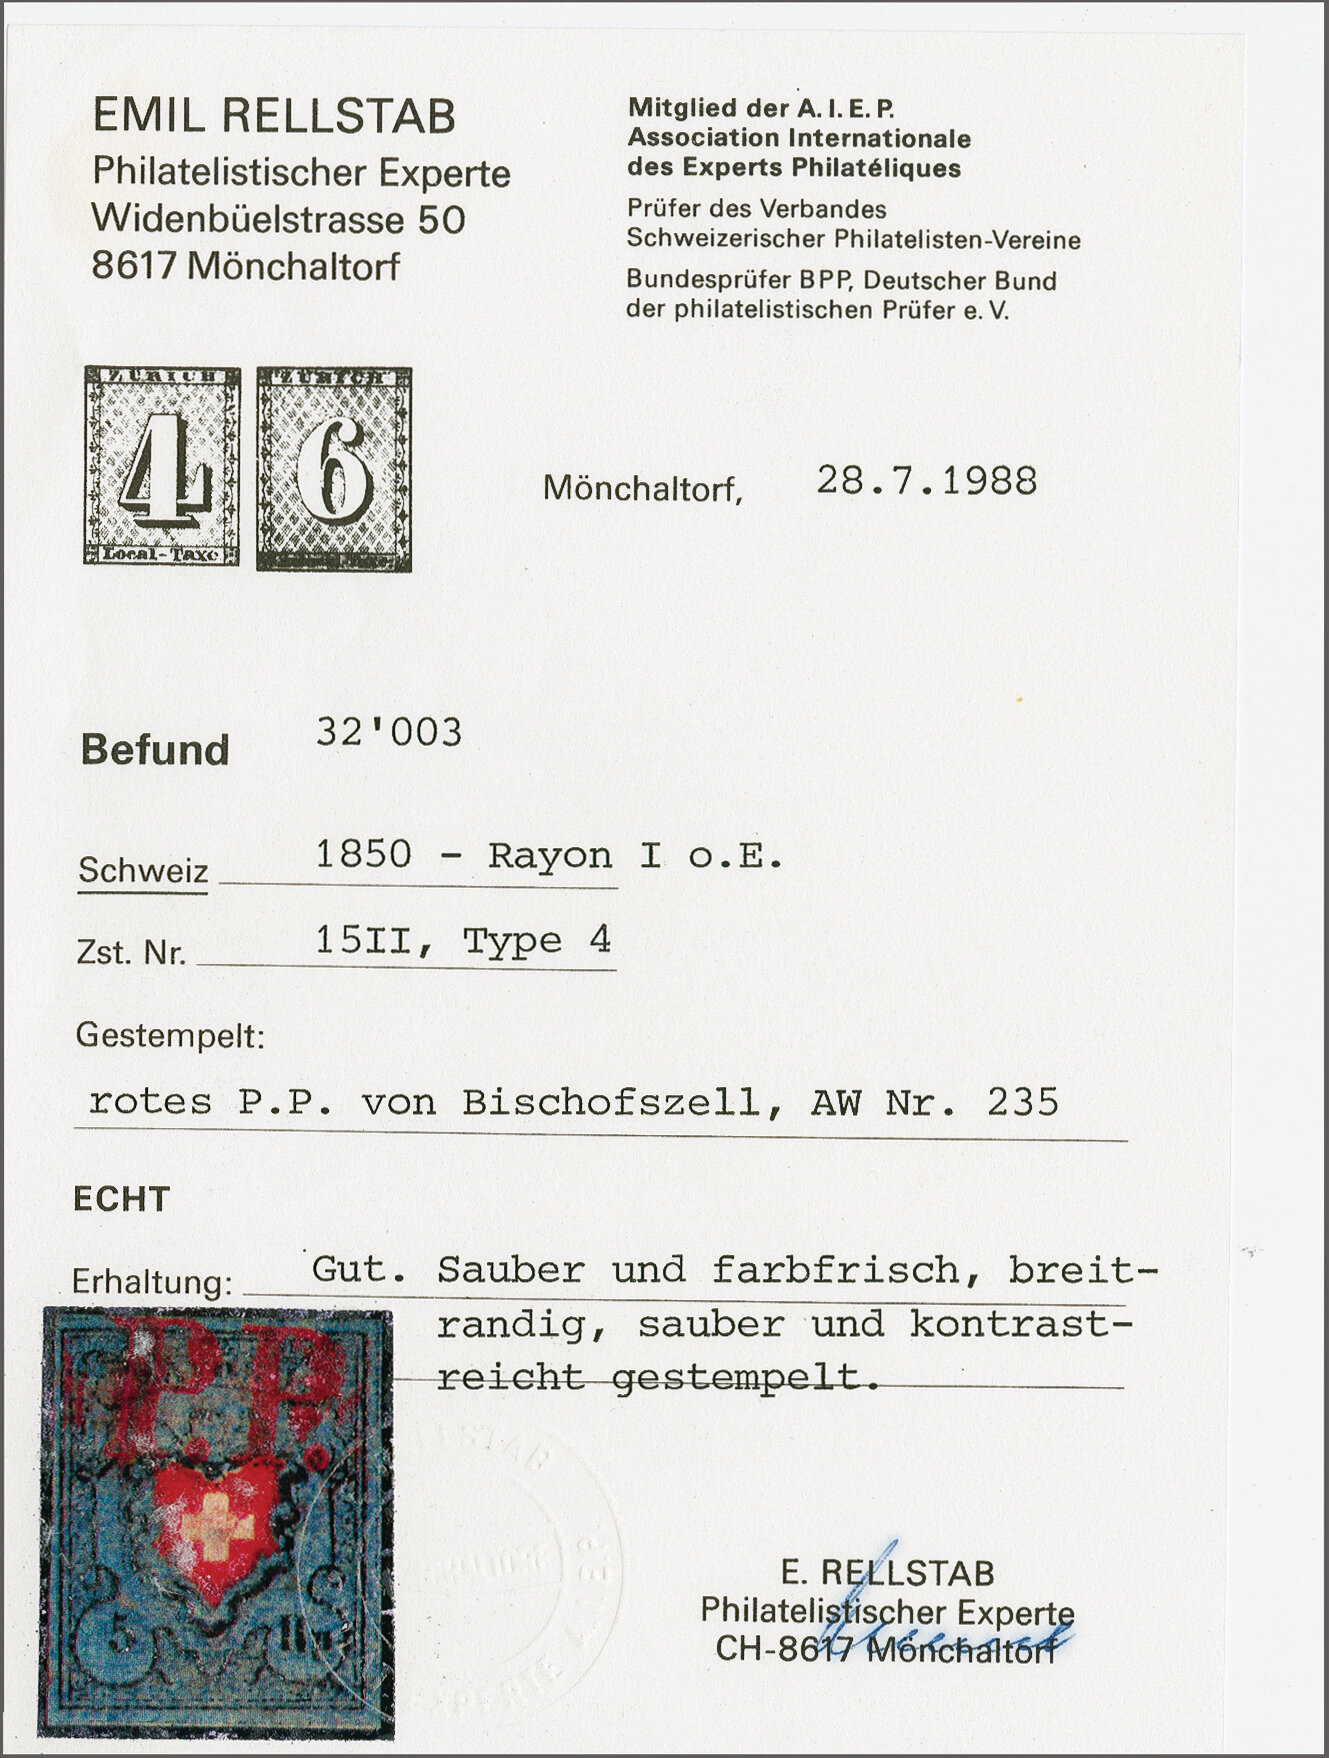 EMIL RELLSTAB
Philatelistischer Experte
Widenbüelstrasse 50
8617 Mönchaltorf
Mitglied der A.I.E.P.
Association Internationale
des Experts Philatéliques
Prüfer des Verbandes
Schweizerischer Philatelisten-Vereine
Bundesprüfer BPP, Deutscher Bund
der philatelistischen Prüfer e.V.
ZÜRICH ZÜRICH
4 6
Local-Taxe
Mönchaltorf, 28.7.1988
Befund 32'003
Schweiz 1850 - Rayon I o.E.
Zst. Nr. 15II, Type 4
Gestempelt:
rotes P.P. von Bischofszell, AW Nr. 235
ECHT
Erhaltung: Gut. Sauber und farbfrisch, breit-
randig, sauber und kontrast-
reicht gestempelt.
P.P.
5
E. RELLSTAB
Philatelistischer Experte
CH-8617 Mönchaltorf